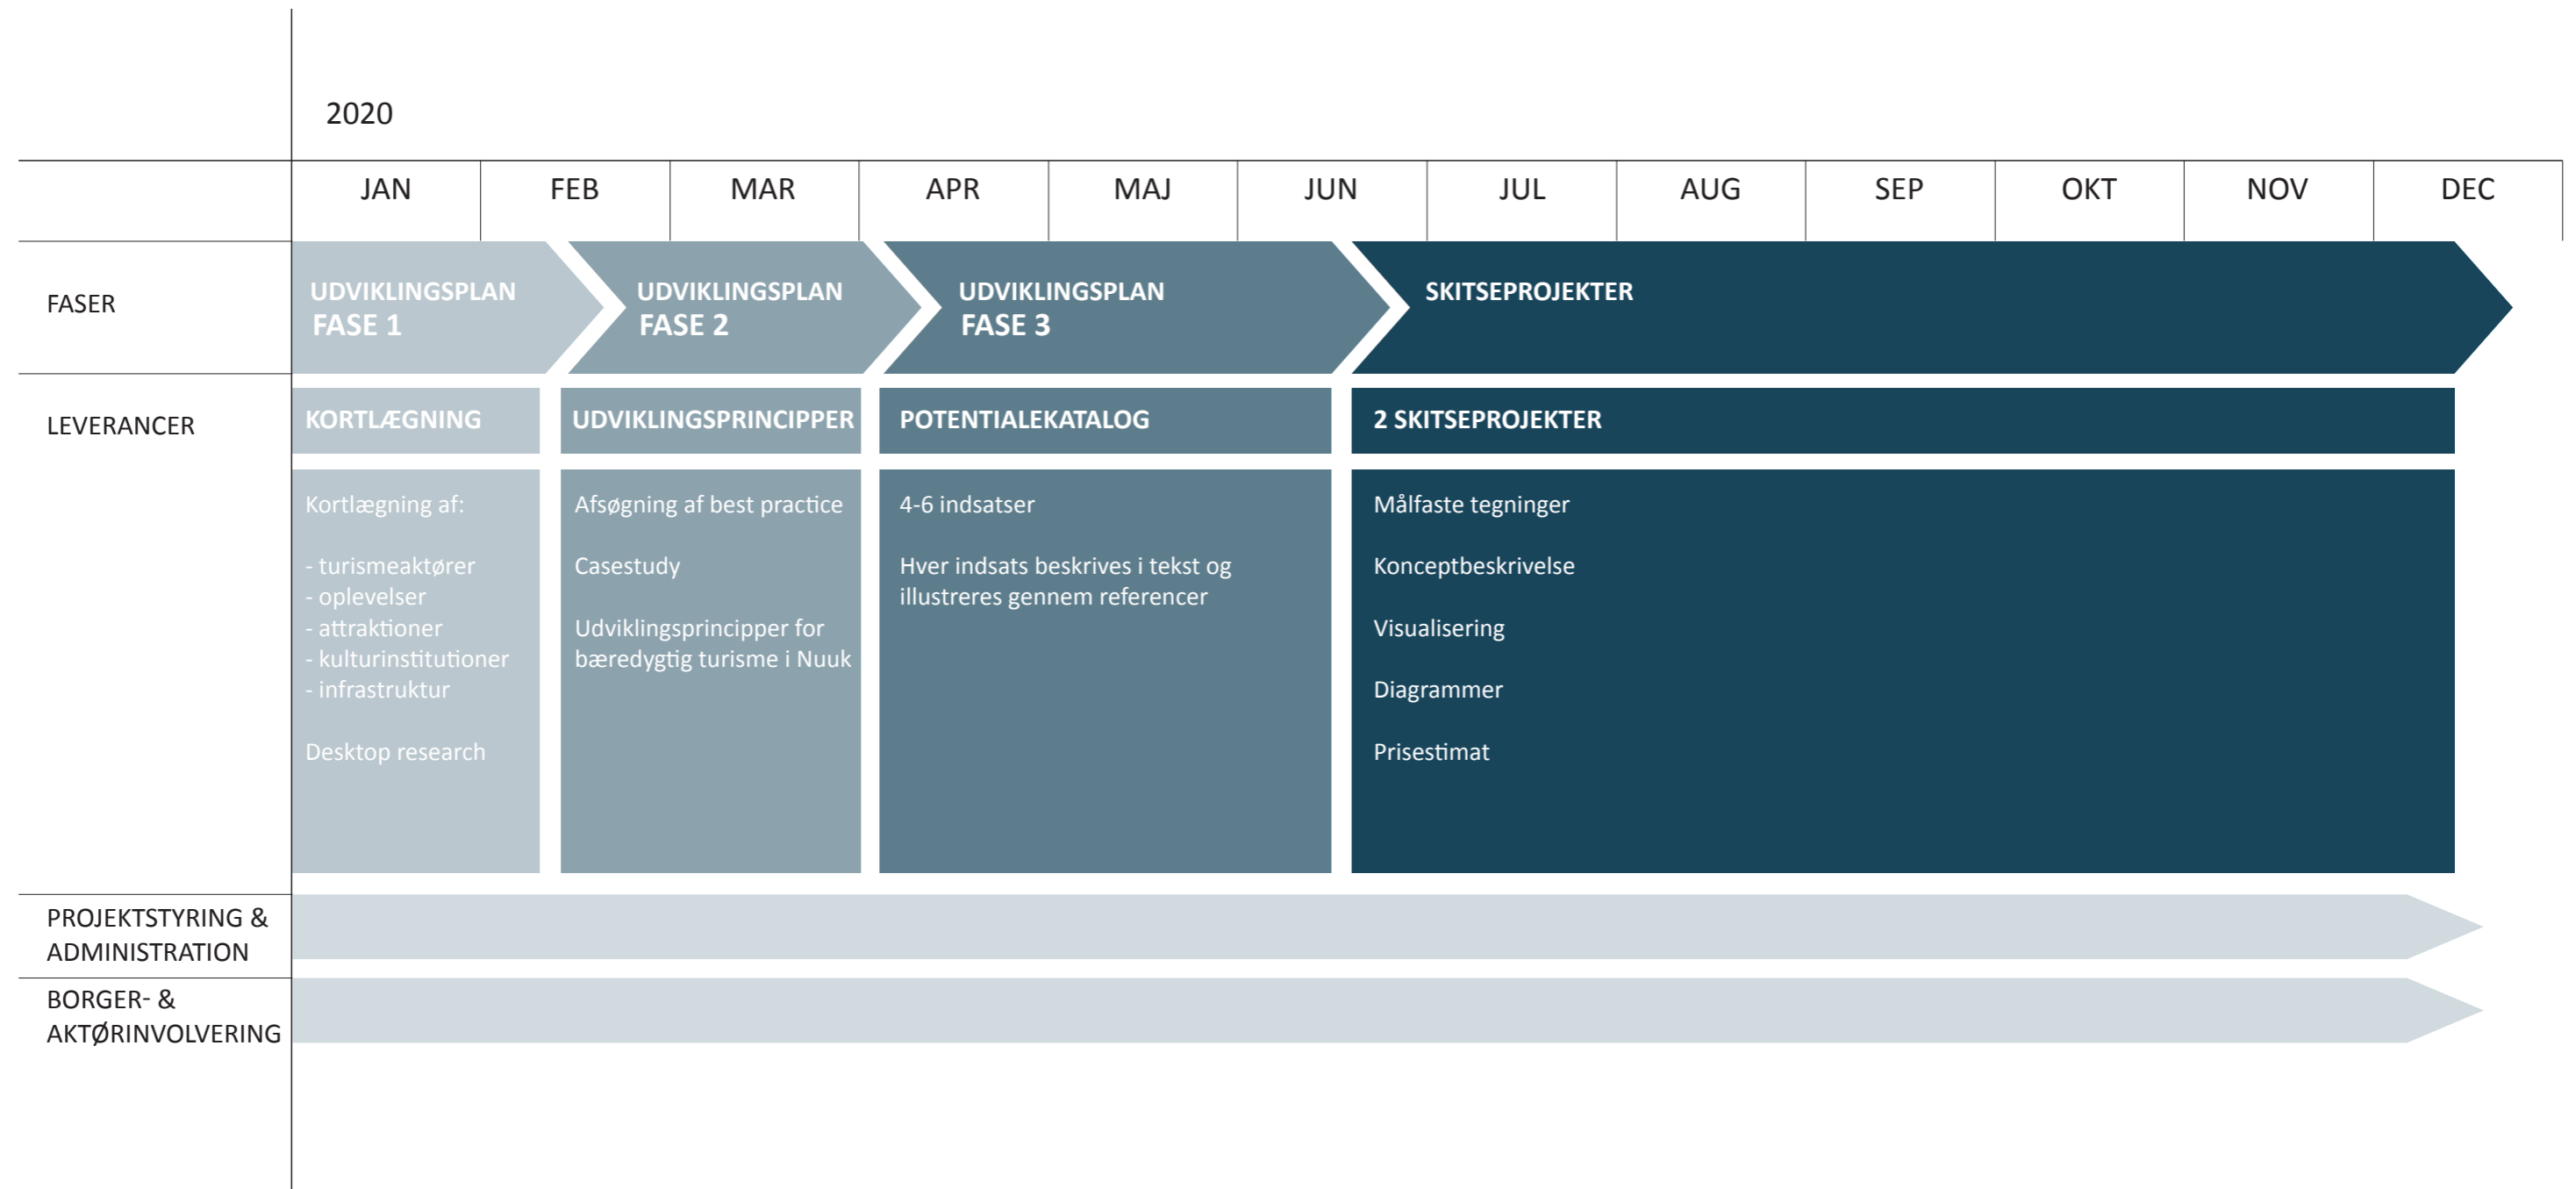 2020
JAN FEB MAR APR MAJ JUN JUL AUG SEP OKT NOV DEC
FASER
UDVIKLINGSPLAN
FASE 1
UDVIKLINGSPLAN
FASE 2
UDVIKLINGSPLAN
FASE 3
SKITSEPROJEKTER
LEVERANCER
KORTLÆGNING
UDVIKLINGSPRINCIPPER
POTENTIALEKATALOG
2 SKITSEPROJEKTER
Kortlægning af:
- turismeaktører
- oplevelser
- attraktioner
- kulturinstitutioner
- infrastruktur
Desktop research
Afsøgning af best practice
Casestudy
Udviklingsprincipper for
bæredygtig turisme i Nuuk
4-6 indsatser
Hver indsats beskrives i tekst og
illustreres gennem referencer
Målfaste tegninger
Konceptbeskrivelse
Visualisering
Diagrammer
Prisestimat
PROJEKTSTYRING &
ADMINISTRATION
BORGER- &
AKTØRINVOLVERING